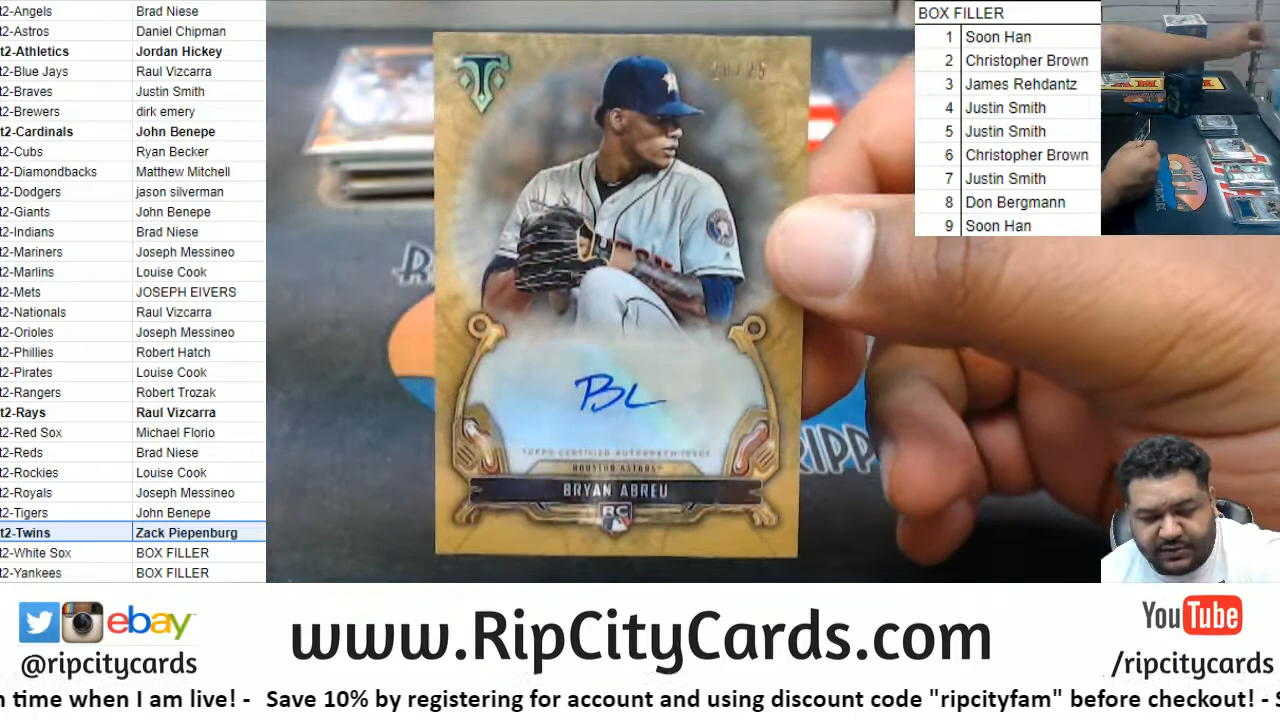 t2-Angels Brad Niese
t2-Astros Daniel Chipman
t2-Athletics Jordan Hickey
t2-Blue Jays Raul Vizcarra
t2-Braves Justin Smith
t2-Brewers dirk emery
t2-Cardinals John Benepe
t2-Cubs Ryan Becker
t2-Diamondbacks Matthew Mitchell
t2-Dodgers jason silverman
t2-Giants John Benepe
t2-Indians Brad Niese
t2-Mariners Joseph Messineo
t2-Marlins Louise Cook
t2-Mets JOSEPH EIVERS
t2-Nationals Raul Vizcarra
t2-Orioles Joseph Messineo
t2-Phillies Robert Hatch
t2-Pirates Louise Cook
t2-Rangers Robert Trozak
t2-Rays Raul Vizcarra
t2-Red Sox Michael Florio
t2-Reds Brad Niese
t2-Rockies Louise Cook
t2-Royals Joseph Messineo
t2-Tigers John Benepe
t2-Twins Zack Piepenburg
t2-White Sox BOX FILLER
t2-Yankees BOX FILLER
BOX FILLER
1 Soon Han
2 Christopher Brown
3 James Rehdantz
4 Justin Smith
5 Justin Smith
6 Christopher Brown
7 Justin Smith
8 Don Bergmann
9 Soon Han
TOPPS CERTIFIED AUTOGRAPH ISSUE
HOUSTON ASTROS
BRYAN ABREU
RC
RIPP
ebay
@ripcitycards
www.RipCityCards.com
YouTube
/ripcitycards
n time when I am live! - Save 10% by registering for account and using discount code "ripcityfam" before checkout! - S